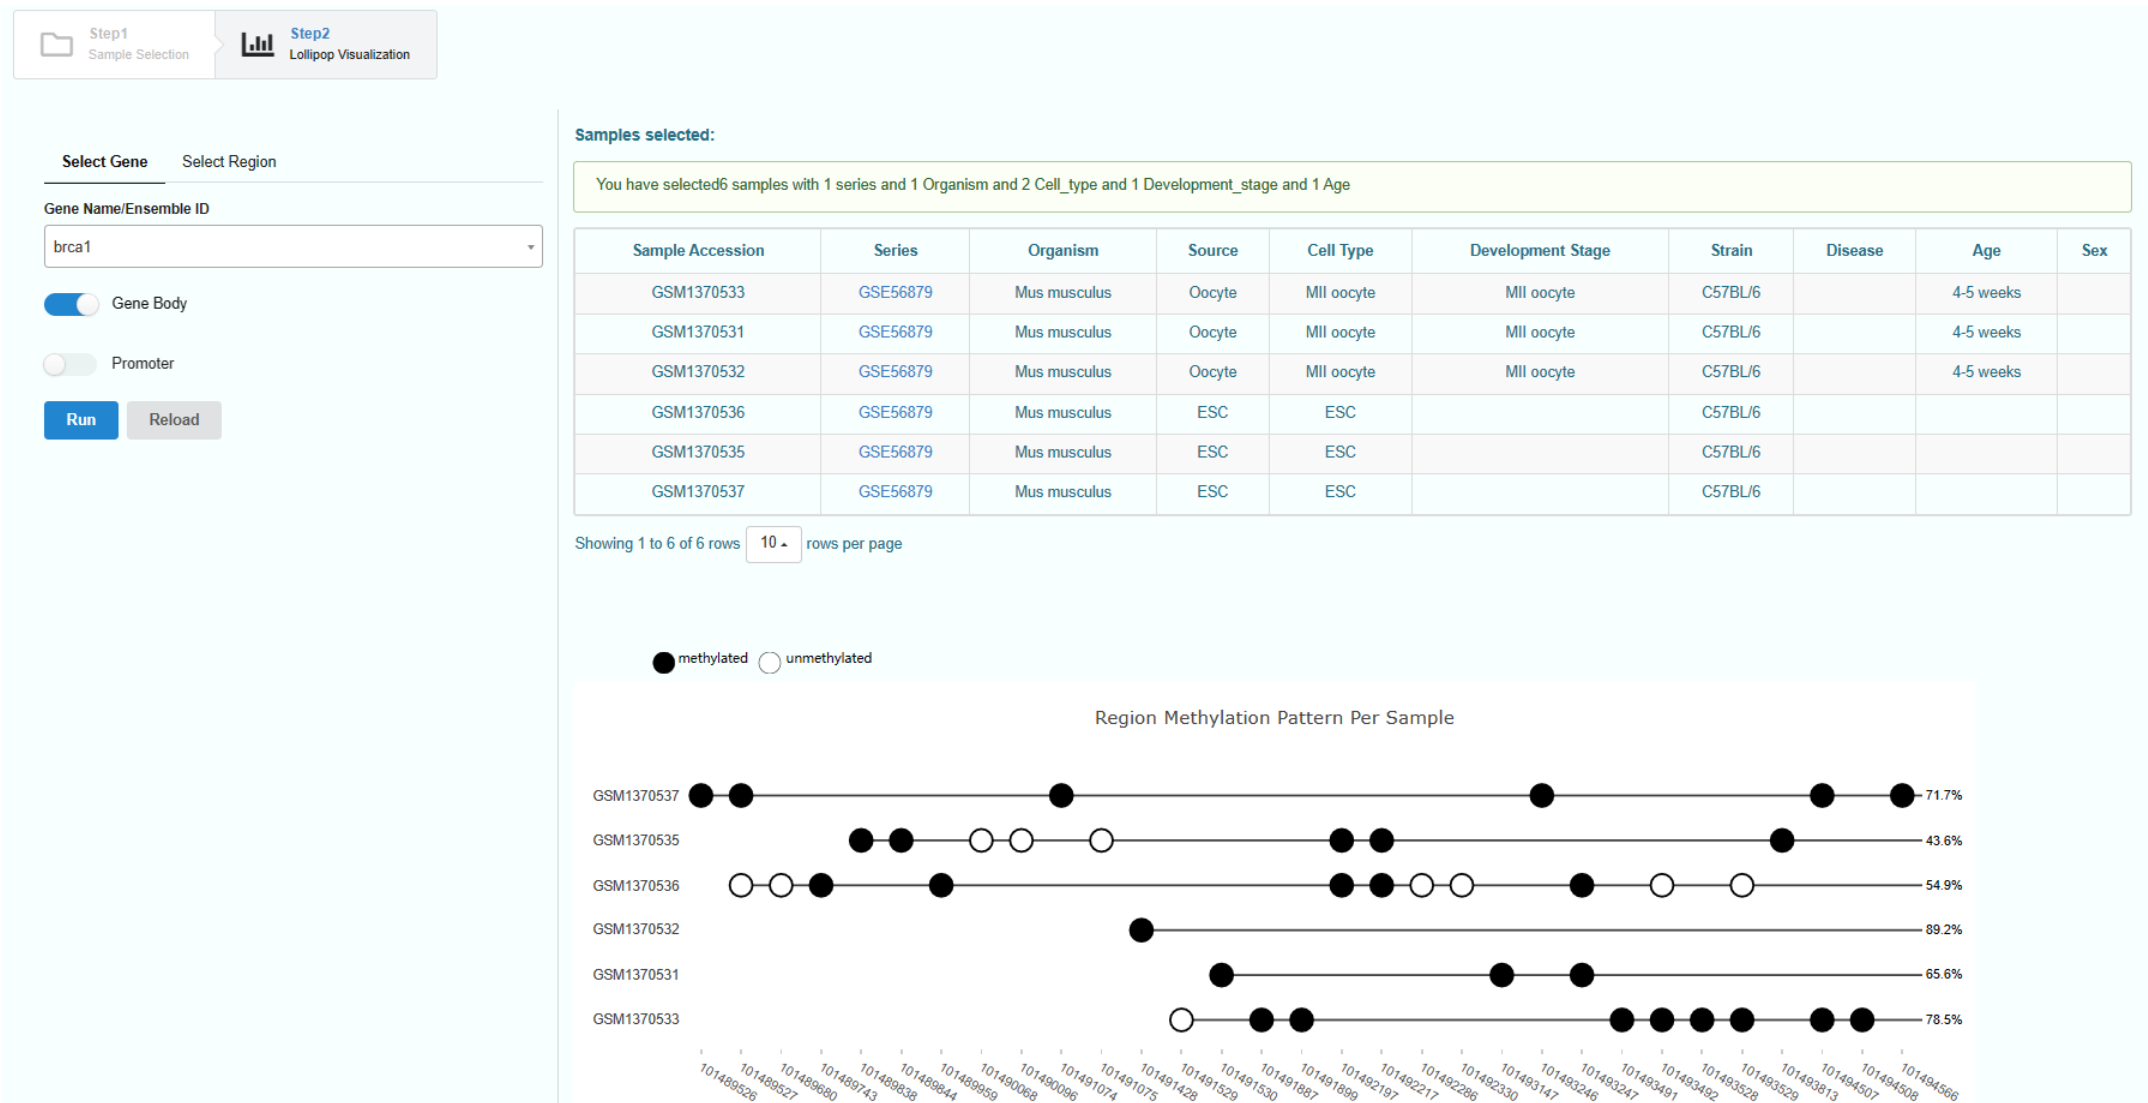 Step1
Sample Selection
Step2
Lollipop Visualization
Select Gene Select Region
Gene Name/Ensemble ID
brca1
Gene Body
Promoter
Run Reload
Samples selected:
You have selected6 samples with 1 series and 1 Organism and 2 Cell_type and 1 Development_stage and 1 Age
Sample Accession Series Organism Source Cell Type Development Stage Strain Disease Age Sex
GSM1370533 GSE56879 Mus musculus Oocyte MII oocyte MII oocyte C57BL/6 4-5 weeks
GSM1370531 GSE56879 Mus musculus Oocyte MII oocyte MII oocyte C57BL/6 4-5 weeks
GSM1370532 GSE56879 Mus musculus Oocyte MII oocyte MII oocyte C57BL/6 4-5 weeks
GSM1370536 GSE56879 Mus musculus ESC ESC C57BL/6
GSM1370535 GSE56879 Mus musculus ESC ESC C57BL/6
GSM1370537 GSE56879 Mus musculus ESC ESC C57BL/6
Showing 1 to 6 of 6 rows 10 rows per page
methylated unmethylated
Region Methylation Pattern Per Sample
GSM1370537 71.7%
GSM1370535 43.6%
GSM1370536 54.9%
GSM1370532 89.2%
GSM1370531 65.6%
GSM1370533 78.5%
101489526 101489527 101489680 101489743 101489838 101489844 101489959 101490068 101490096 101491074 101491075 101491428 101491529 101491530 101491887 101491899 101492197 101492217 101492286 101492330 101493147 101493246 101493247 101493491 101493492 101493528 101493529 101493813 101494507 101494508 101494566